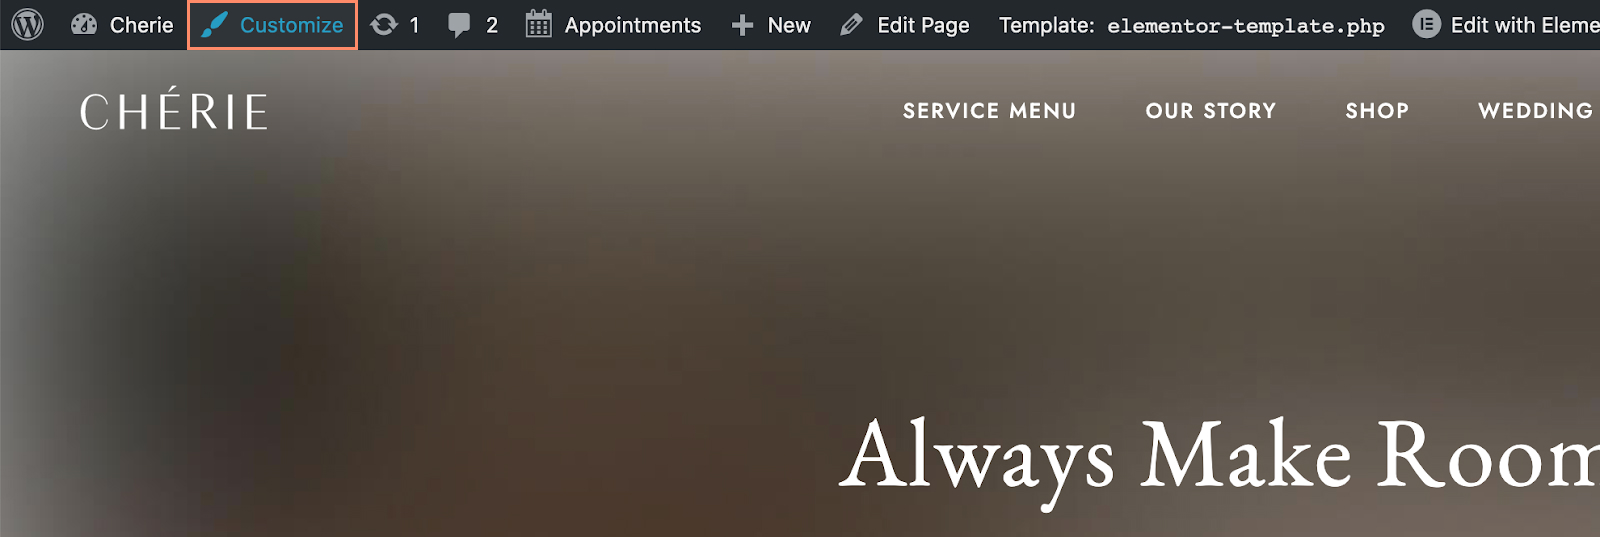 Cherie Customize 1 2 Appointments New Edit Page Template: elementor-template.php Edit with Eleme
CHÉRIE SERVICE MENU OUR STORY SHOP WEDDING
Always Make Room